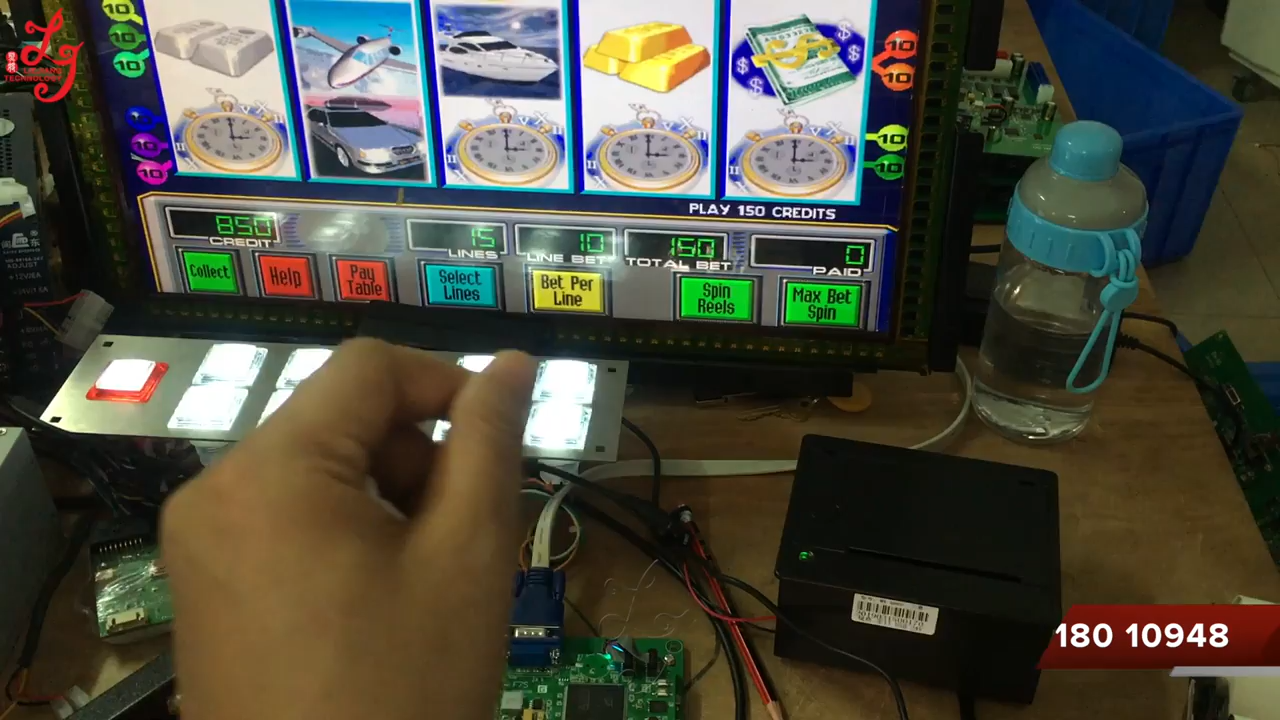 10
10
10
10
10
10
10
10
10
TECHNOLOGY
PLAY 150 CREDITS
850
CREDIT
15
LINES
10
LINE BET
150
TOTAL BET
0
PAID
Collect
Help
Pay
Table
Select
Lines
Bet Per
Line
Spin
Reels
Max Bet
Spin
180 10948